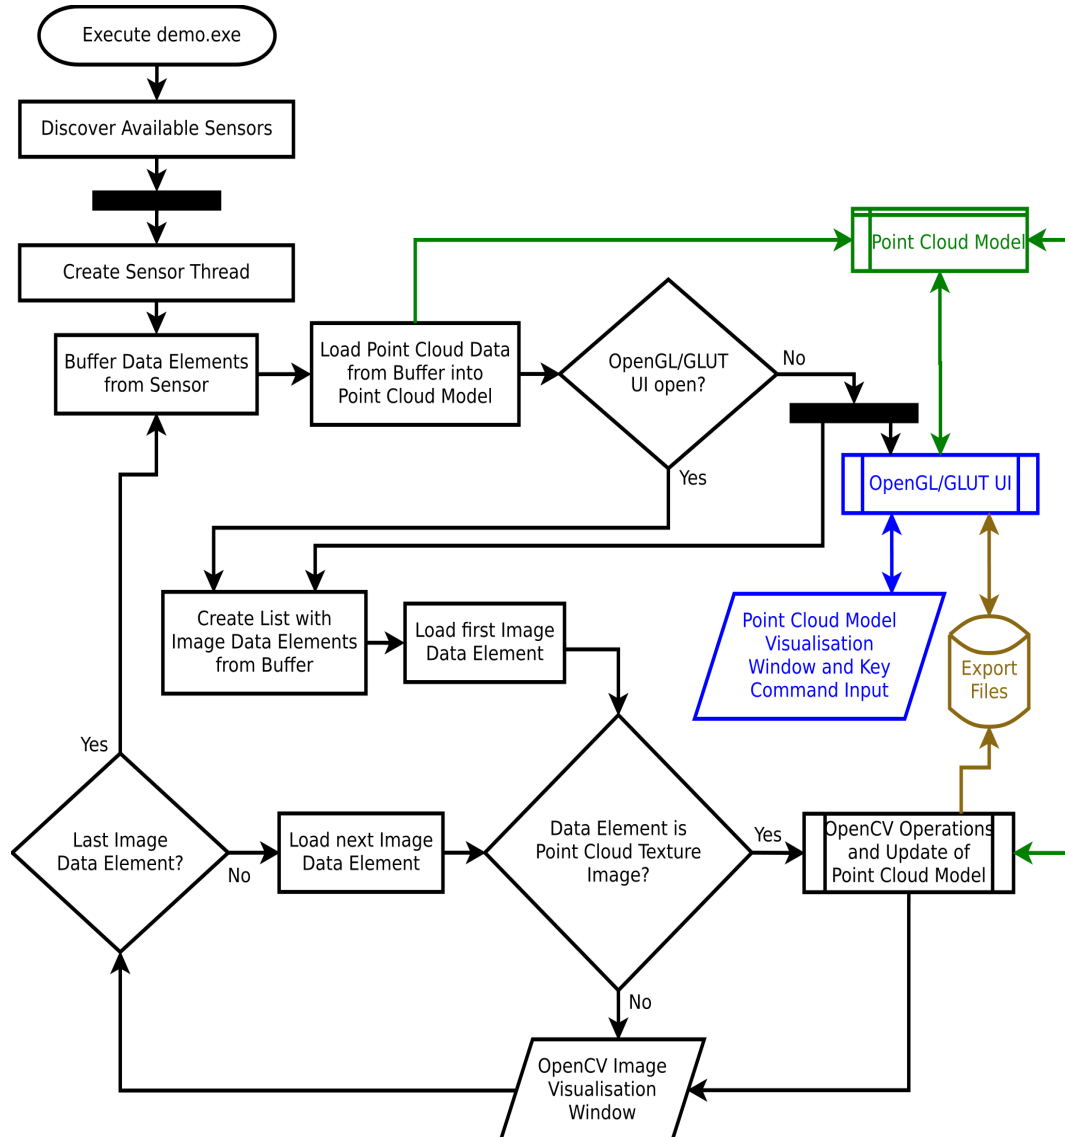 Execute demo.exe
Discover Available Sensors
Create Sensor Thread
Point Cloud Model
Buffer Data Elements
from Sensor
Load Point Cloud Data
from Buffer into
Point Cloud Model
OpenGL/GLUT
UI open?
No
Yes
OpenGL/GLUT UI
Create List with
Image Data Elements
from Buffer
Load first Image
Data Element
Point Cloud Model
Visualisation
Window and Key
Command Input
Export
Files
Yes
Last Image
Data Element?
No
Load next Image
Data Element
Data Element is
Point Cloud Texture
Image?
Yes
OpenCV Operations
and Update of
Point Cloud Model
No
OpenCV Image
Visualisation
Window